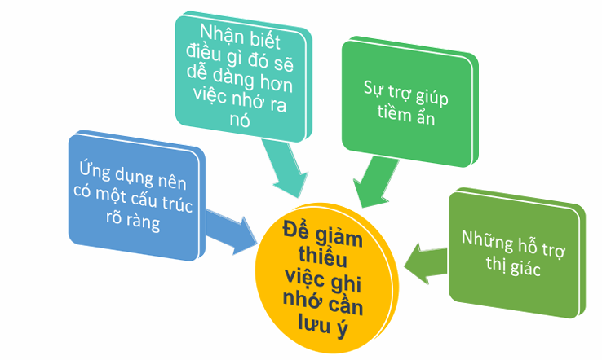 Ứng dụng nên
có một cấu trúc
rõ ràng
Nhận biết
điều gì đó sẽ
dễ dàng hơn
việc nhớ ra
nó
Sự trợ giúp
tiềm ẩn
Những hỗ trợ
thị giác
Để giảm
thiểu
việc ghi
nhớ cần
lưu ý